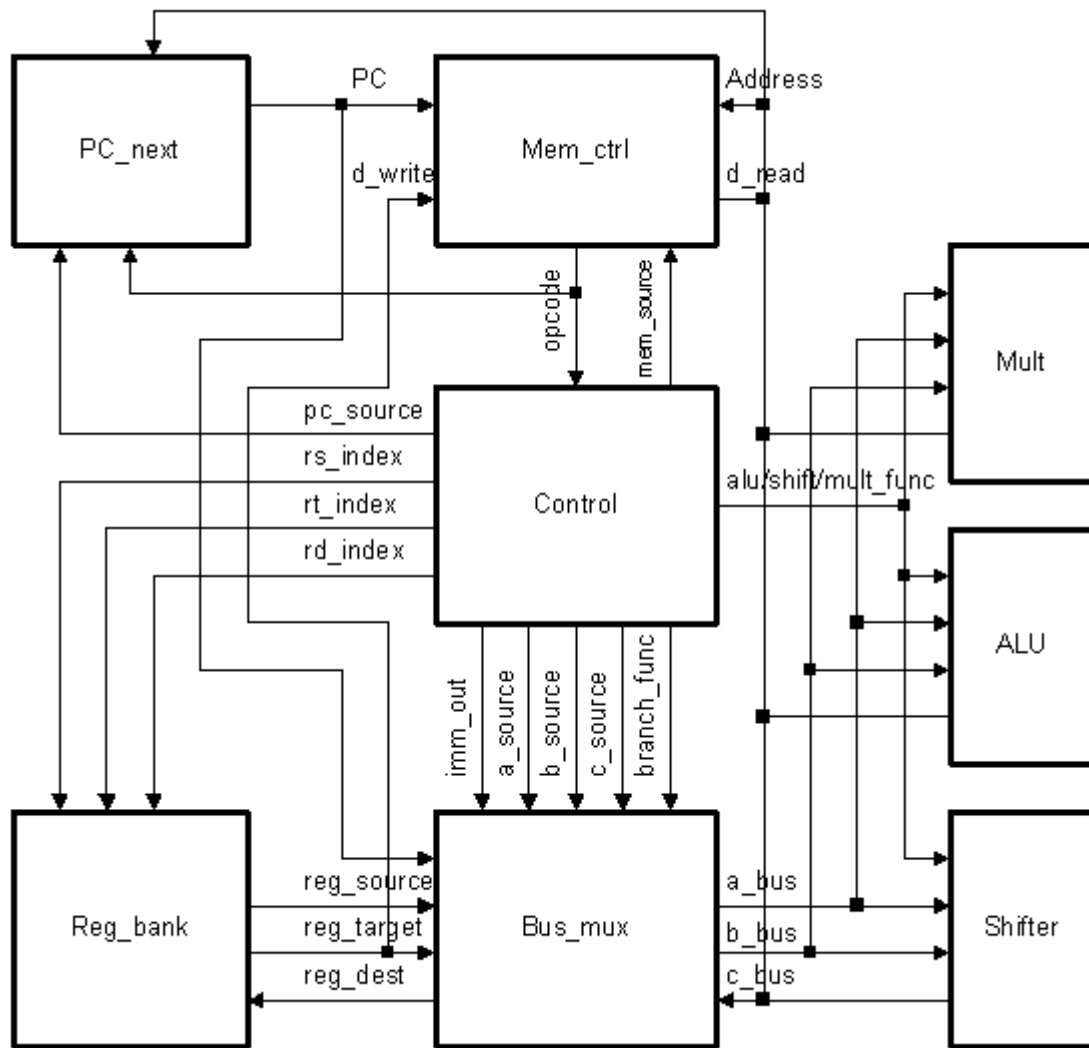 PC
Address
PC_next
Mem_ctrl
d_write
d_read
opcode
mem_source
Mult
pc_source
rs_index
rt_index
rd_index
Control
alu/shift/mult_func
ALU
imm_out
a_source
b_source
c_source
branch_func
reg_source
reg_target
reg_dest
Reg_bank
Bus_mux
a_bus
b_bus
c_bus
Shifter